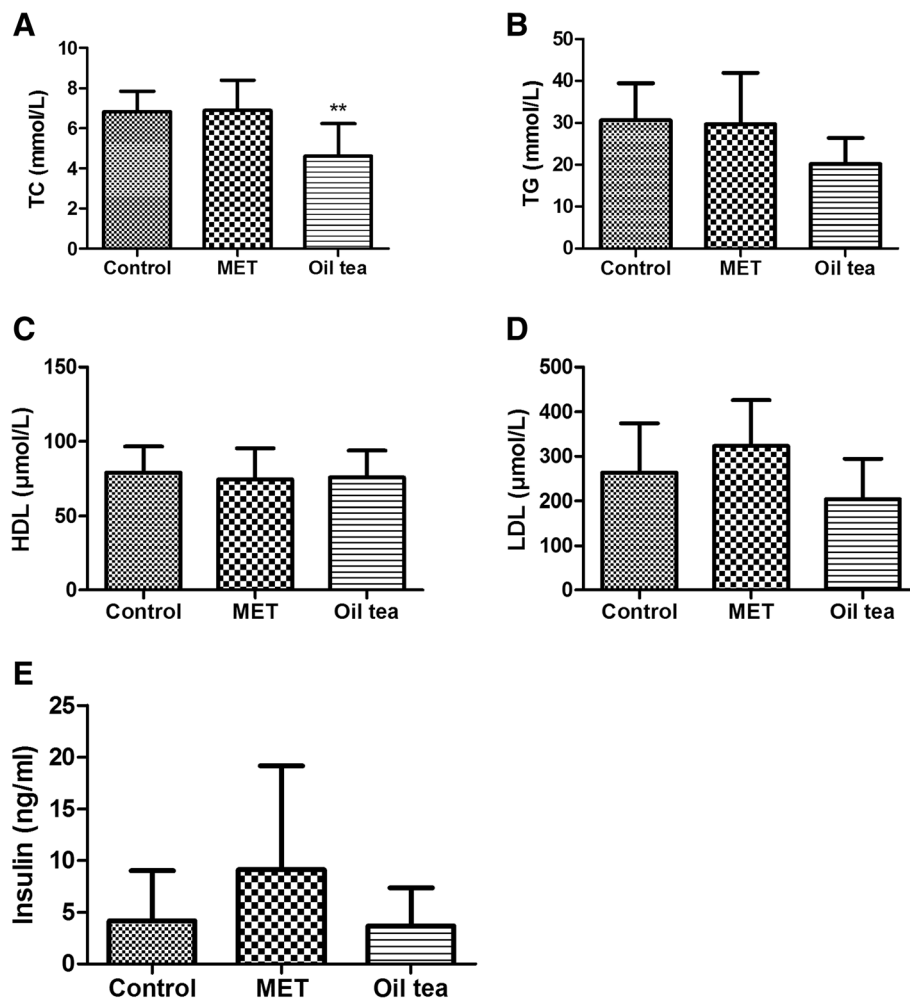 A
TC (mmol/L)
10
8
6
4
2
0
**
Control MET Oil tea
B
TG (mmol/L)
50
40
30
20
10
0
Control MET Oil tea
C
HDL (μmol/L)
150
100
50
0
Control MET Oil tea
D
LDL (μmol/L)
500
400
300
200
100
0
Control MET Oil tea
E
Insulin (ng/ml)
25
20
15
10
5
0
Control MET Oil tea